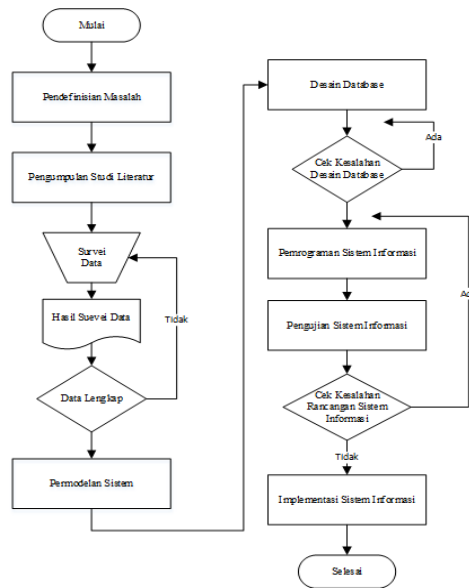 Mulai
Pendefinisian Masalah
Pengumpulan Studi Literatur
Survei
Data
Hasil Suevei Data
Tidak
Data Lengkap
Permodelan Sistem
Desain Database
Ada
Cek Kesalahan
Desain Database
Pemrograman Sistem Informasi
Ad
Pengujian Sistem Informasi
Cek Kesalahan
Rancangan Sistem
Informasi
Tidak
Implementasi Sistem Informasi
Selesai